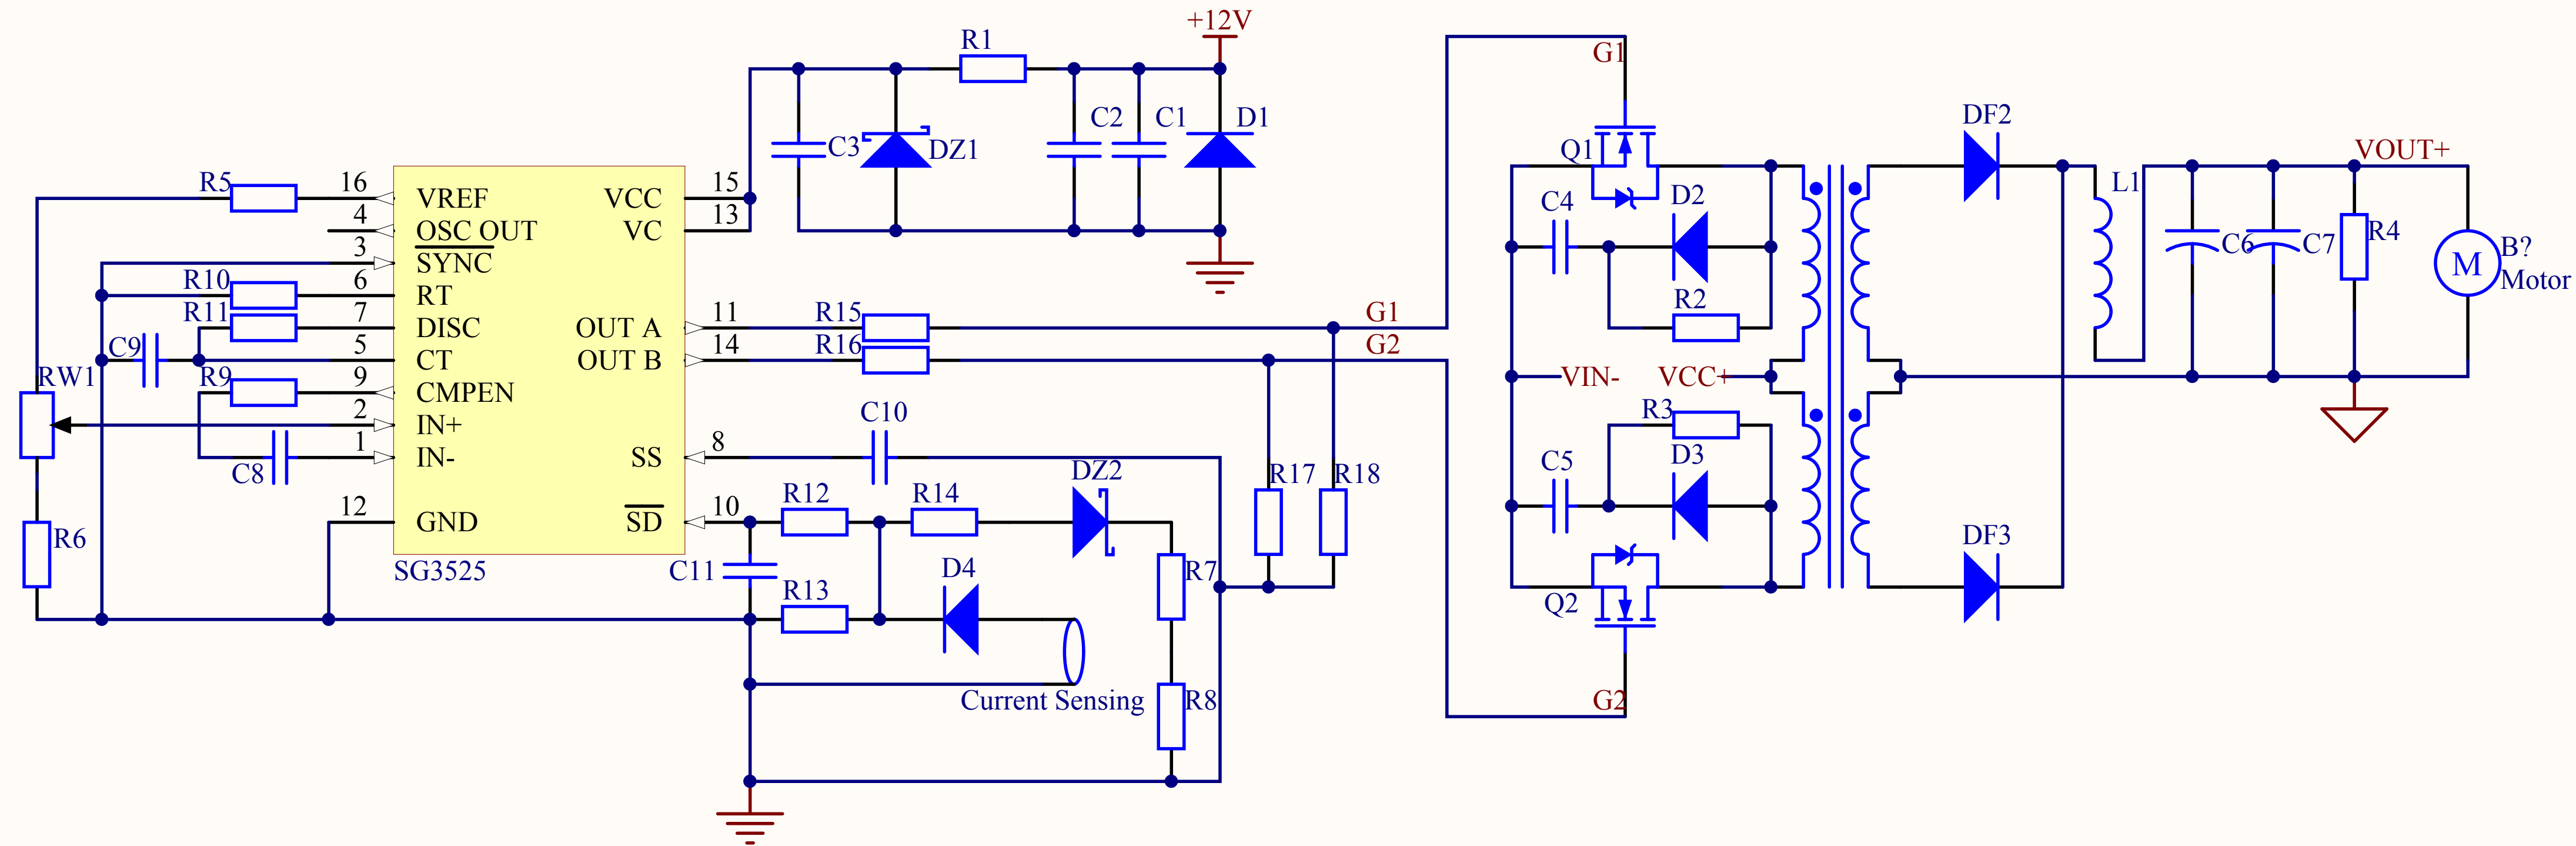 +12V
R1
C3
DZ1
C2
C1
D1
R5
16
VREF
4
OSC OUT
3
SYNC
R10
6
RT
R11
7
DISC
C9
5
CT
R9
9
CMPEN
RW1
2
IN+
1
IN-
C8
12
GND
R6
SG3525
VCC
15
VC
13
OUT A
11
R15
G1
OUT B
14
R16
G2
C10
SS
8
SD
10
R12
R14
DZ2
R17
R18
C11
R13
D4
R7
Current Sensing
R8
G1
Q1
C4
D2
R2
VIN-
VCC+
R3
C5
D3
Q2
G2
DF2
L1
VOUT+
C6
C7
R4
M
B?
Motor
DF3